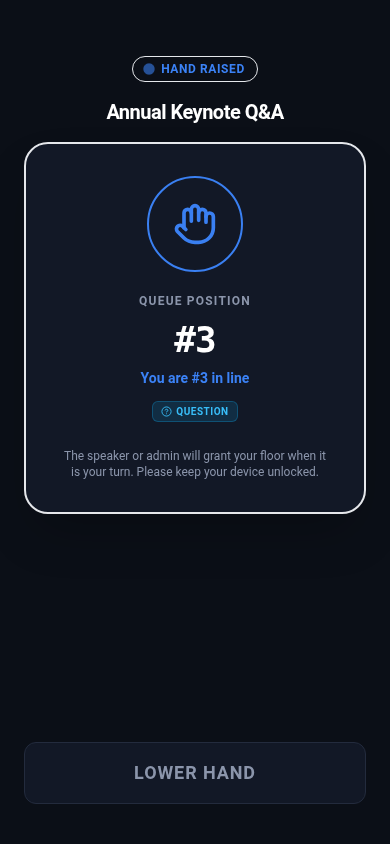 HAND RAISED
Annual Keynote Q&A
QUEUE POSITION
#3
You are #3 in line
QUESTION
The speaker or admin will grant your floor when it
is your turn. Please keep your device unlocked.
LOWER HAND